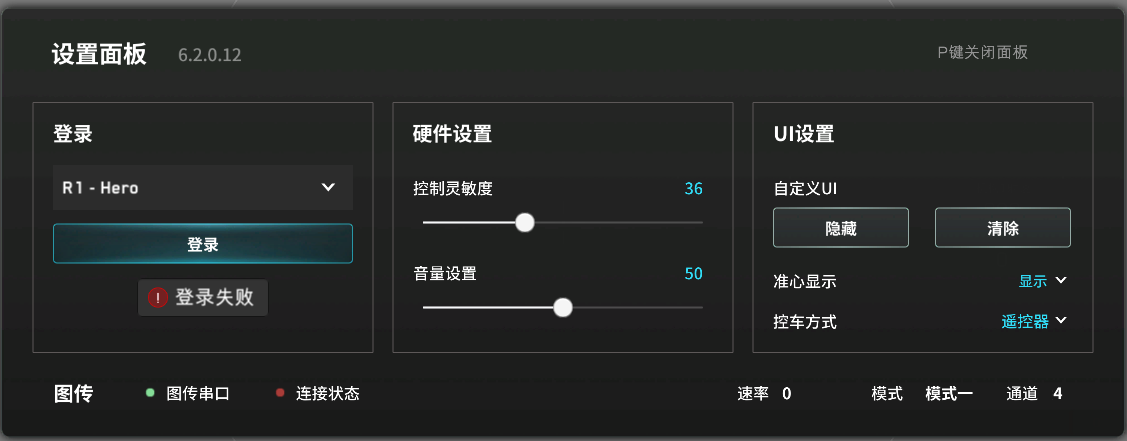 设置面板 6.2.0.12 P键关闭面板
登录
R1 - Hero
登录
! 登录失败
硬件设置
控制灵敏度 36
音量设置 50
UI设置
自定义UI
隐藏 清除
准心显示 显示
控车方式 遥控器
图传 图传串口 连接状态 速率 0 模式 模式一 通道 4